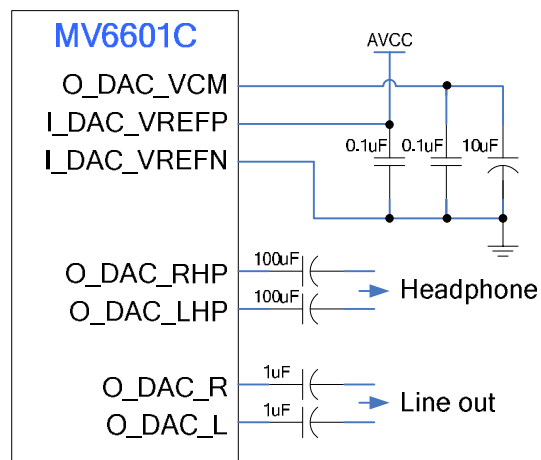 MV6601C
AVCC
O_DAC_VCM
I_DAC_VREFP
I_DAC_VREFN
0.1uF 0.1uF 10uF
O_DAC_RHP 100uF
O_DAC_LHP 100uF
Headphone
O_DAC_R 1uF
O_DAC_L 1uF
Line out